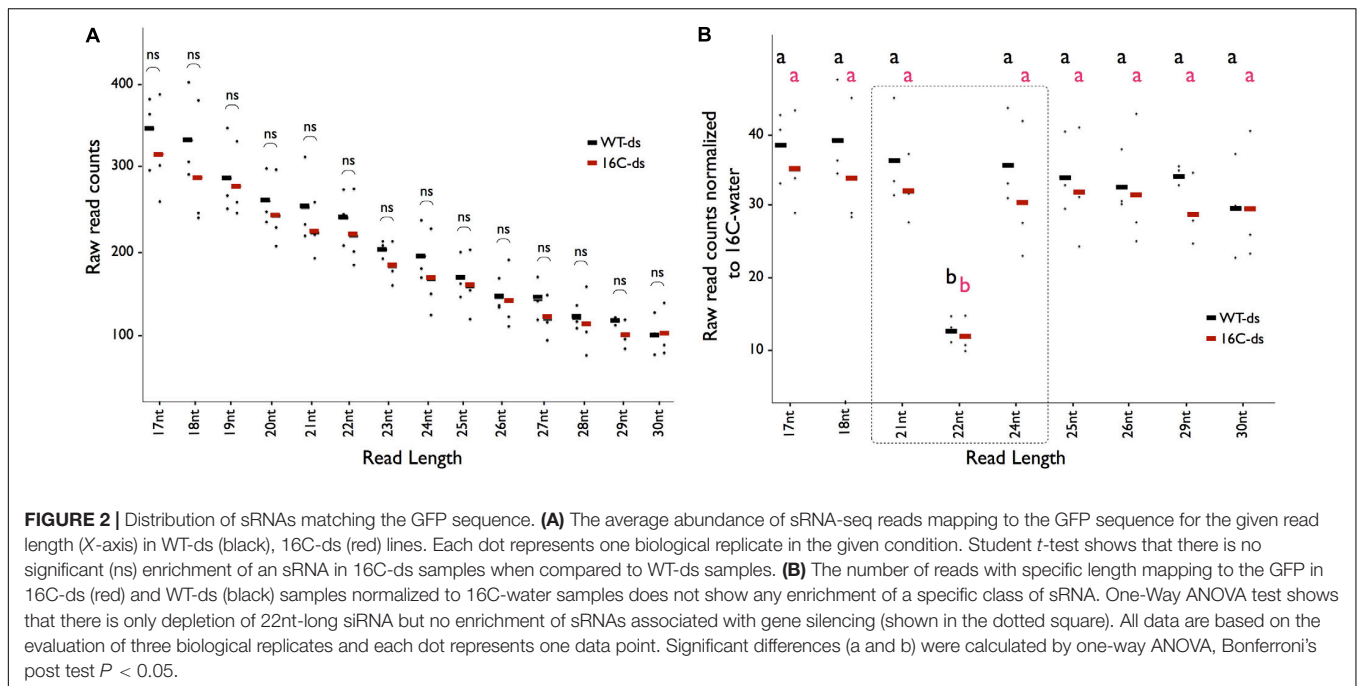 A
ns ns ns ns ns ns ns ns ns ns ns ns ns ns
Raw read counts
400
300
200
100
WT-ds
16C-ds
17nt 18nt 19nt 20nt 21nt 22nt 23nt 24nt 25nt 26nt 27nt 28nt 29nt 30nt
Read Length
B
a a a a a a a a
a a a a a a a a
b
b
Raw read counts normalized
to 16C-water
40
30
20
10
WT-ds
16C-ds
17nt 18nt 21nt 22nt 24nt 25nt 26nt 29nt 30nt
Read Length
FIGURE 2 | Distribution of sRNAs matching the GFP sequence. (A) The average abundance of sRNA-seq reads mapping to the GFP sequence for the given read
length (X-axis) in WT-ds (black), 16C-ds (red) lines. Each dot represents one biological replicate in the given condition. Student t-test shows that there is no
significant (ns) enrichment of an sRNA in 16C-ds samples when compared to WT-ds samples. (B) The number of reads with specific length mapping to the GFP in
16C-ds (red) and WT-ds (black) samples normalized to 16C-water samples does not show any enrichment of a specific class of sRNA. One-Way ANOVA test shows
that there is only depletion of 22nt-long siRNA but no enrichment of sRNAs associated with gene silencing (shown in the dotted square). All data are based on the
evaluation of three biological replicates and each dot represents one data point. Significant differences (a and b) were calculated by one-way ANOVA, Bonferroni's
post test P < 0.05.